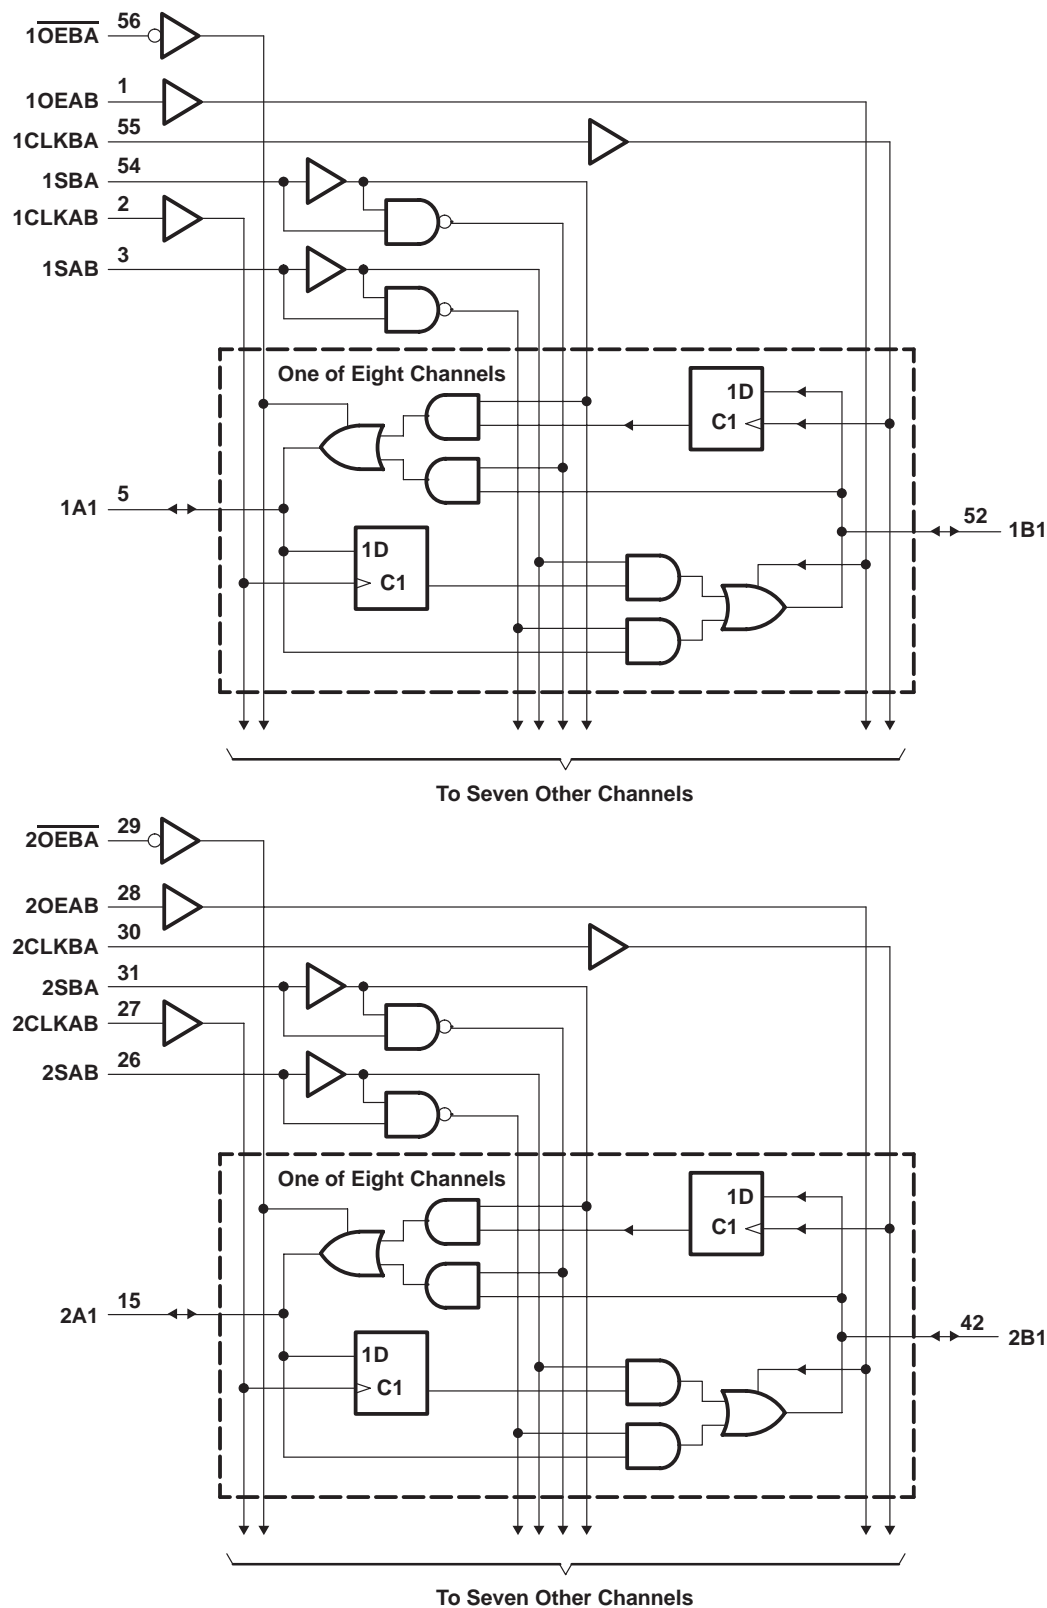 1O̅E̅B̅A̅ 56
1OEAB 1
1CLKBA 55
1SBA 54
1CLKAB 2
1SAB 3
One of Eight Channels
1D
C1
1A1 5
52 1B1
1D
C1
To Seven Other Channels
2O̅E̅B̅A̅ 29
2OEAB 28
2CLKBA 30
2SBA 31
2CLKAB 27
2SAB 26
One of Eight Channels
1D
C1
2A1 15
42 2B1
1D
C1
To Seven Other Channels